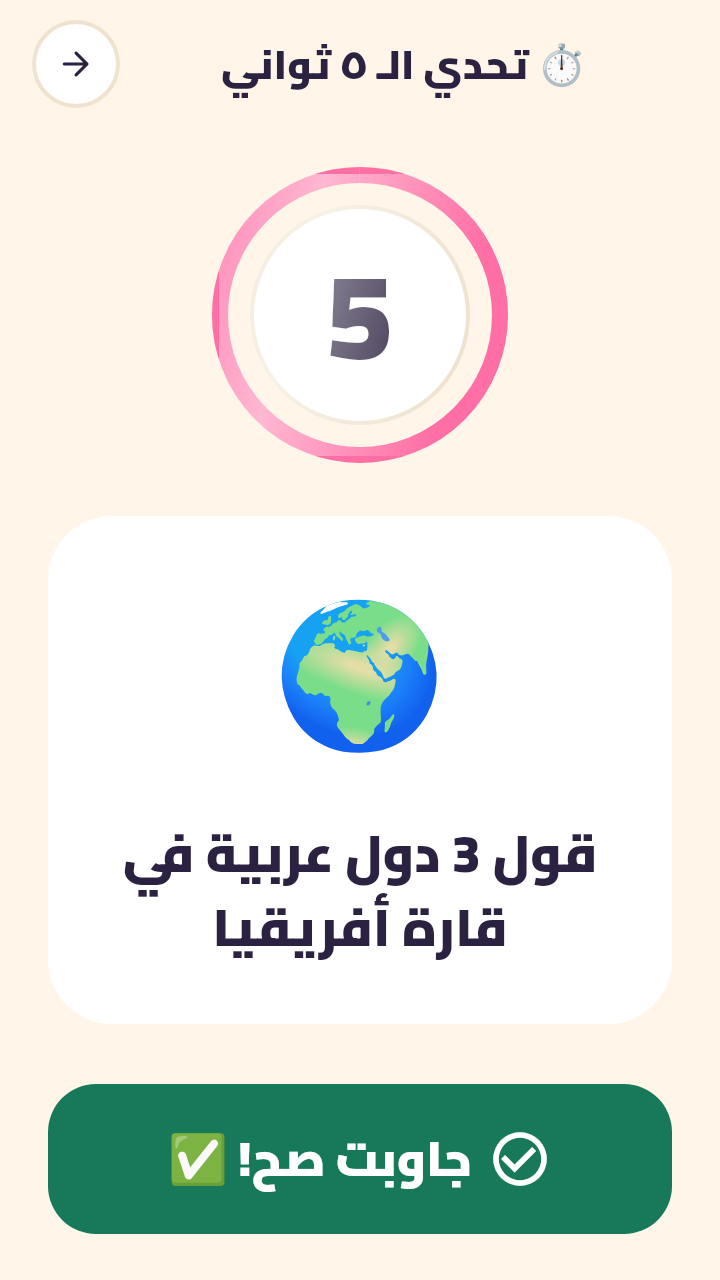 ⏱️ تحدي الـ ٥ ثواني
5
قول 3 دول عربية في
قارة أفريقيا
جاوبت صح! ✅